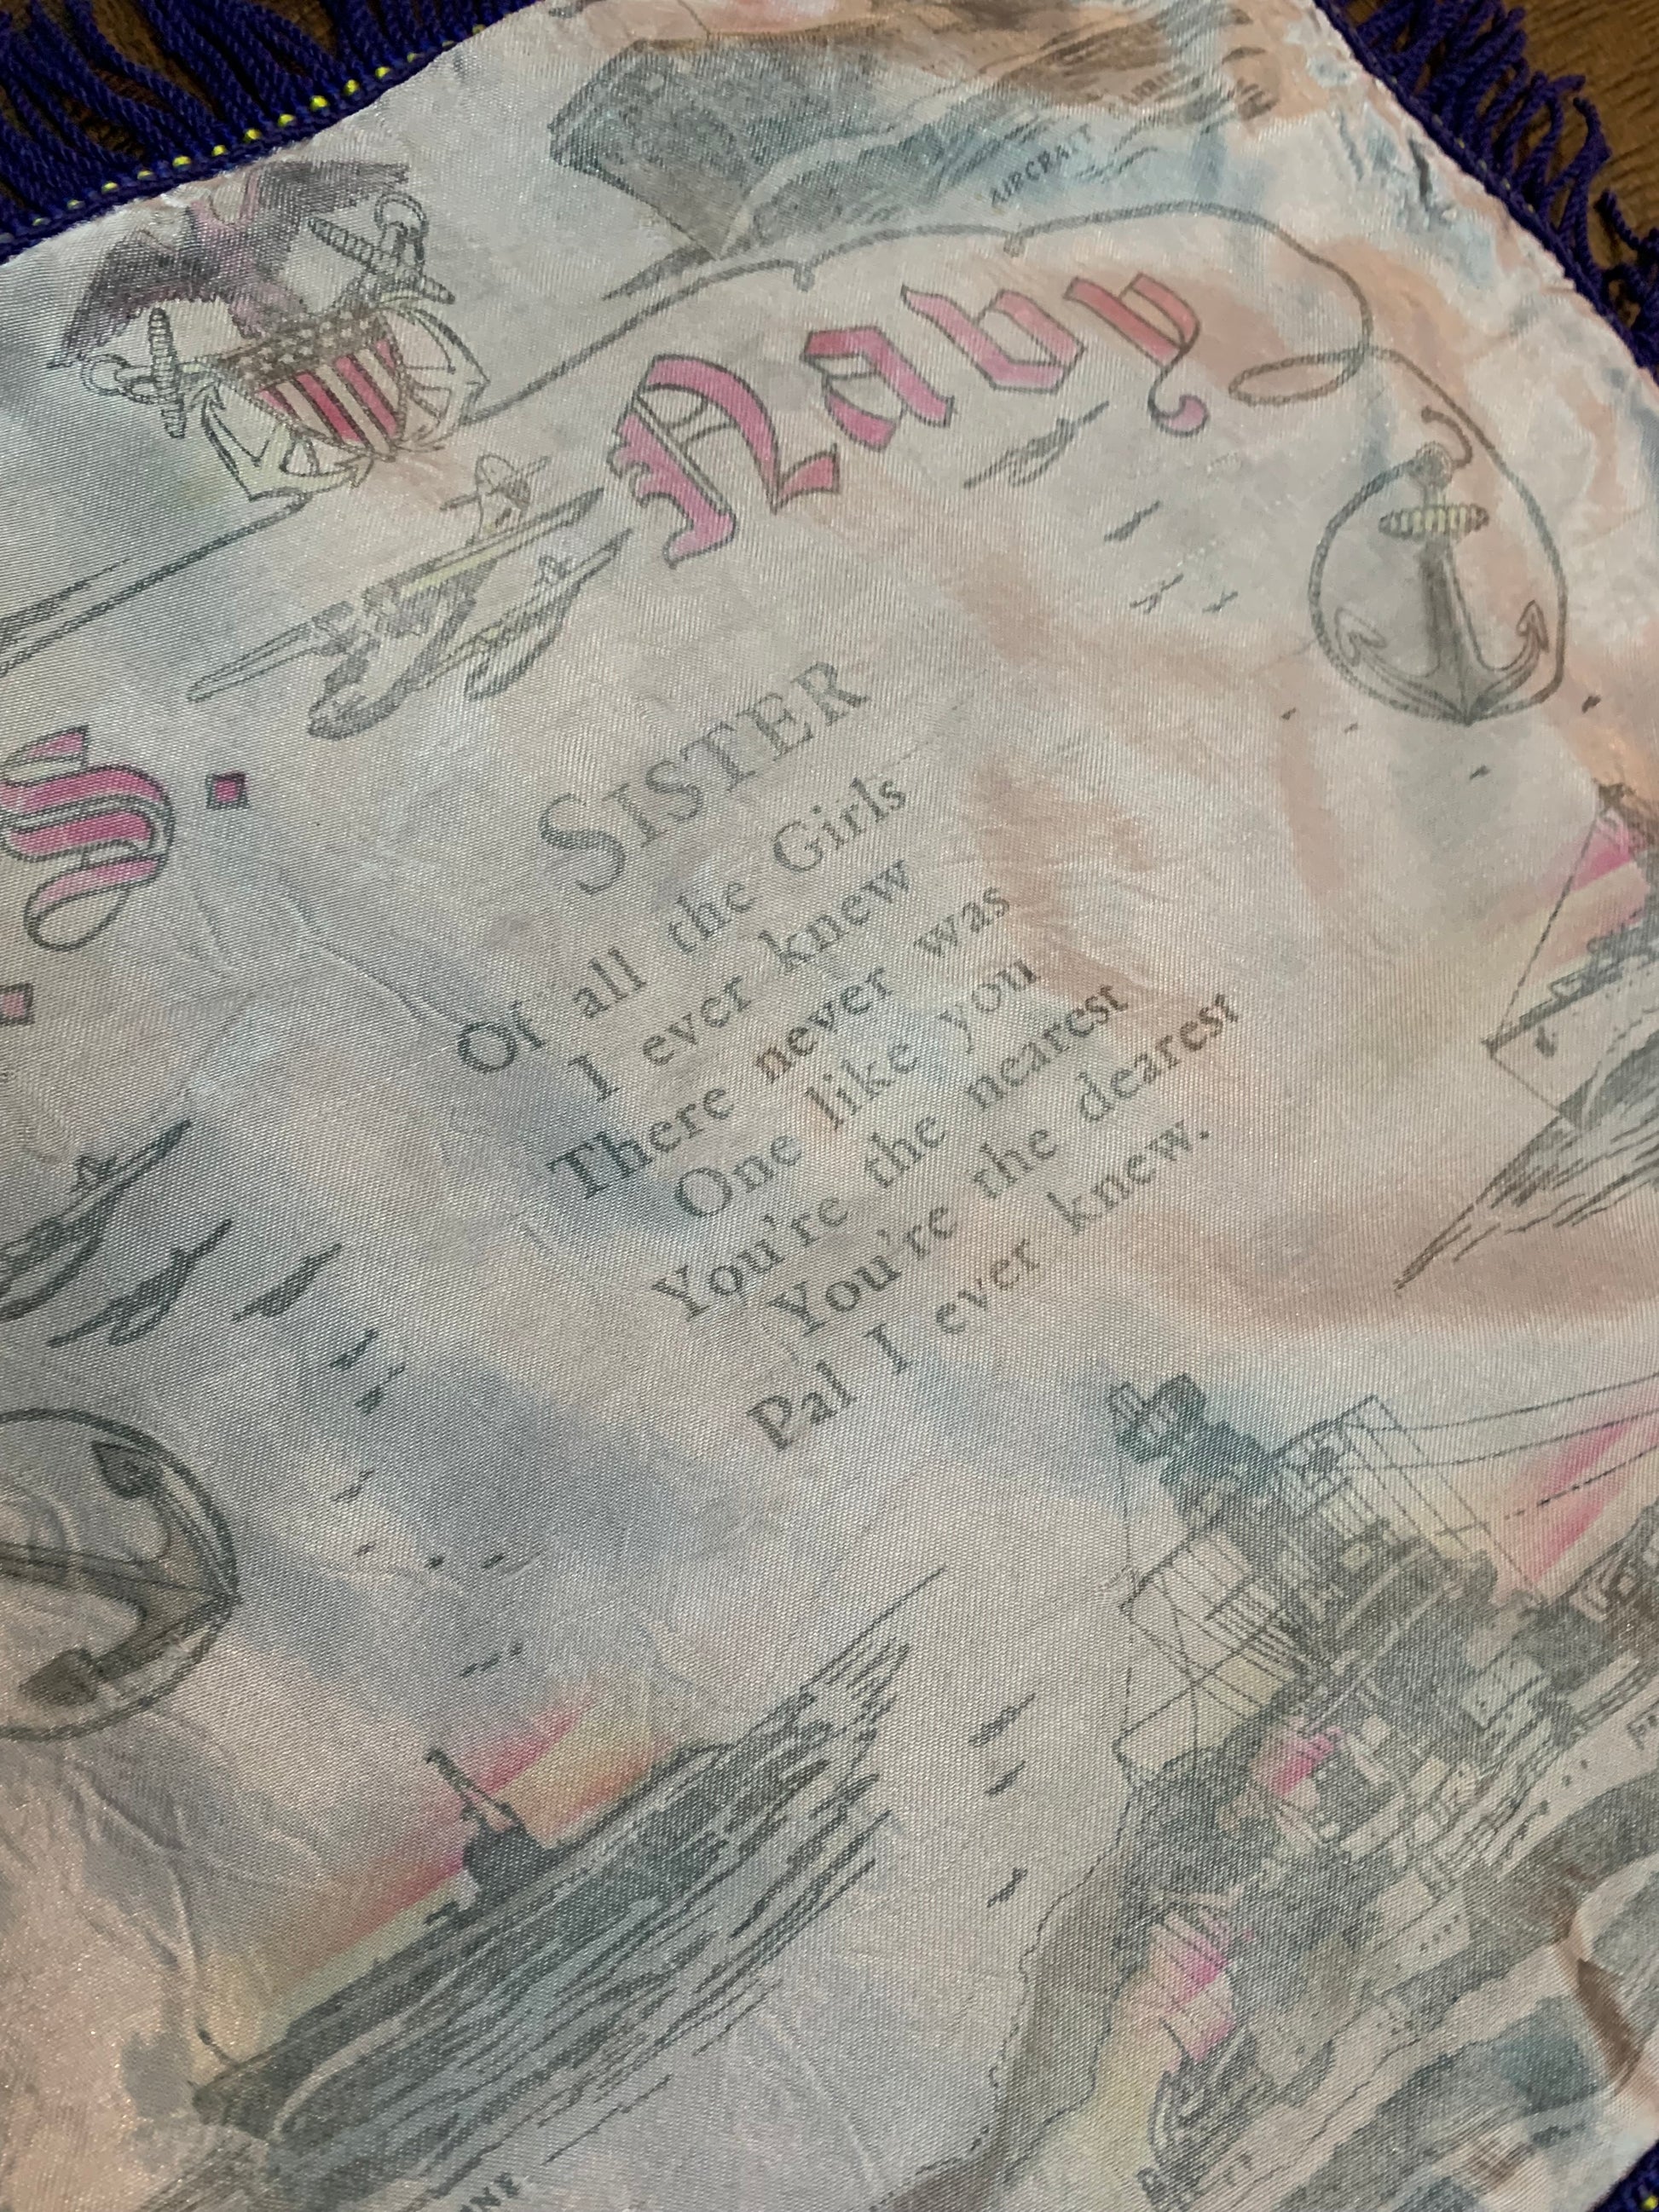 AIRCRAFT
Navy
S.
SISTER
Of all the Girls
I ever knew
There never was
One like you
You're the nearest
You're the dearest
Pal I ever knew.